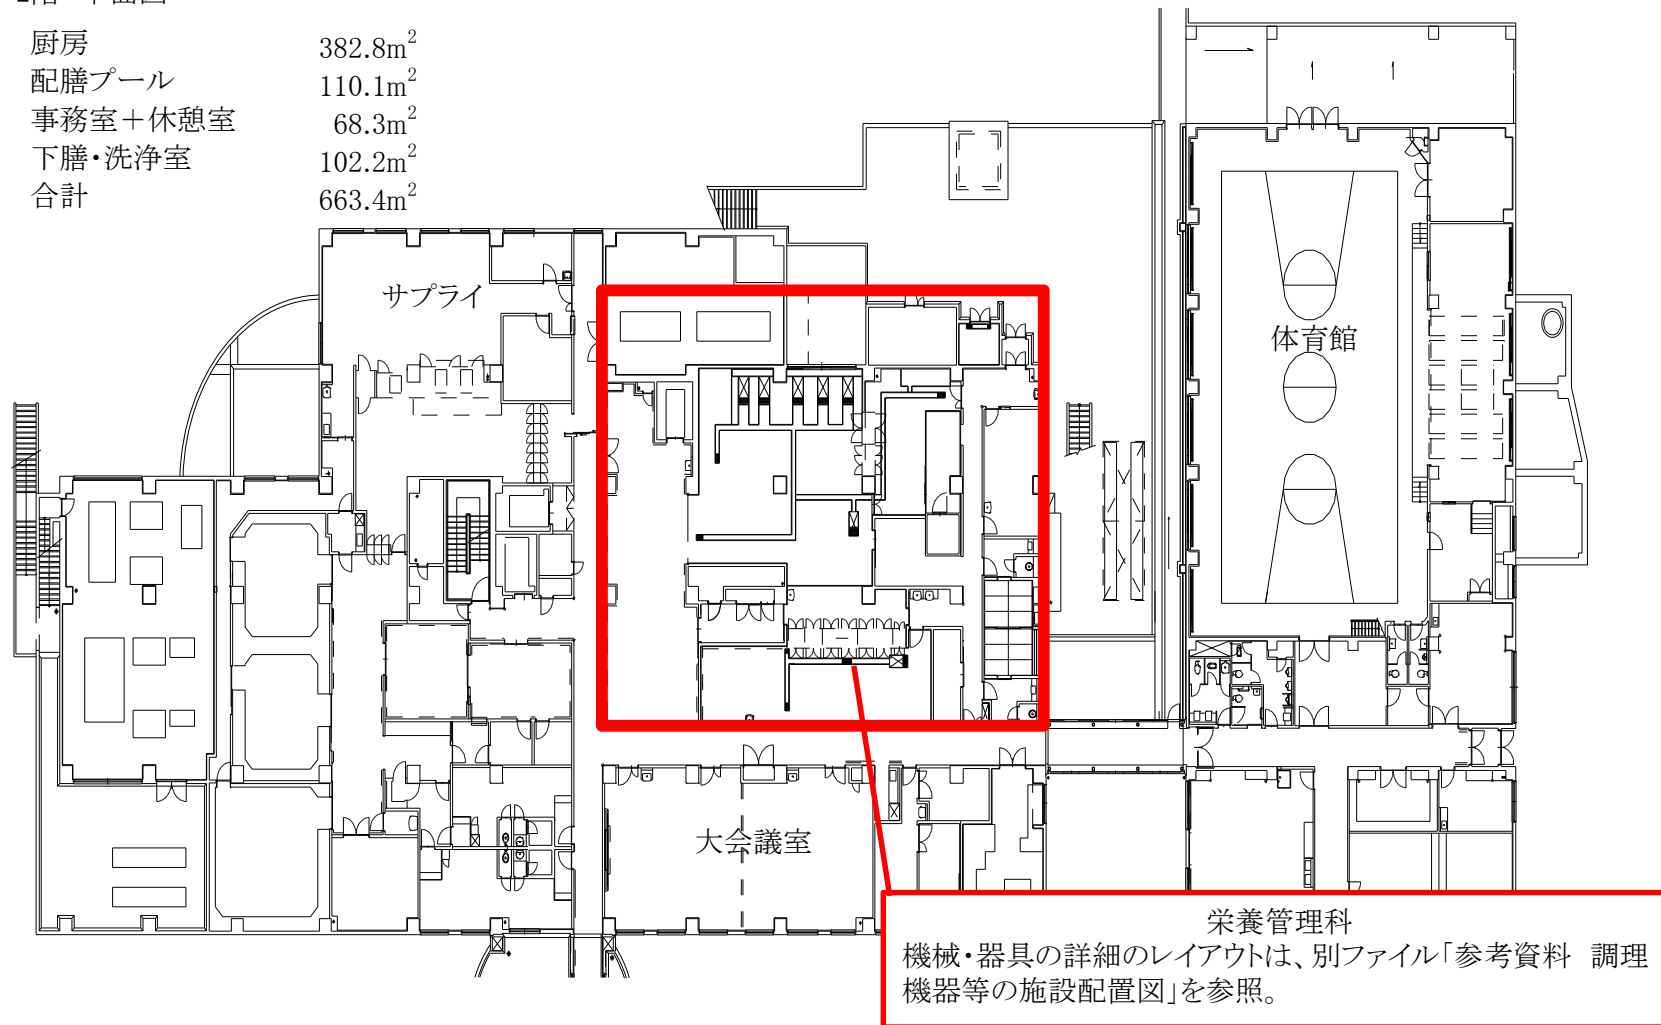 厨房 382.8m²
配膳プール 110.1m²
事務室＋休憩室 68.3m²
下膳・洗浄室 102.2m²
合計 663.4m²
サプライ
体育館
大会議室
栄養管理科
機械・器具の詳細のレイアウトは、別ファイル「参考資料 調理
機器等の施設配置図」を参照。